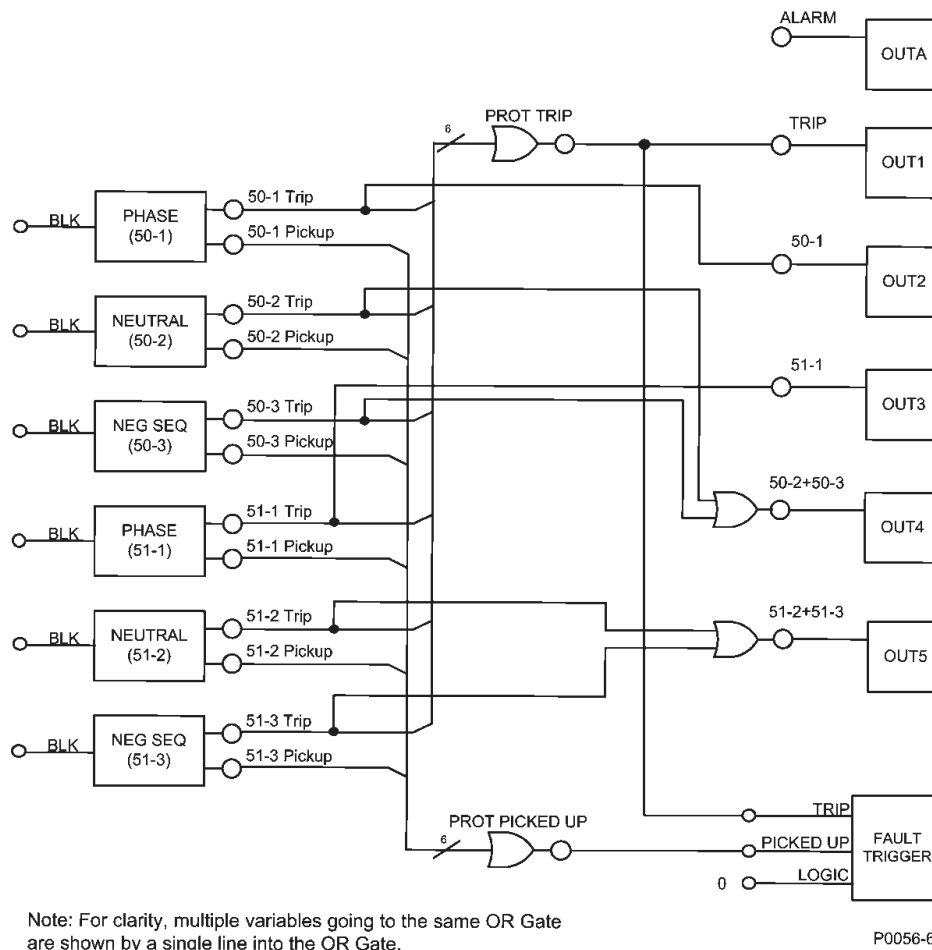 ALARM
OUTA
PROT TRIP
6
TRIP
OUT1
BLK
PHASE
(50-1)
50-1 Trip
50-1 Pickup
50-1
OUT2
BLK
NEUTRAL
(50-2)
50-2 Trip
50-2 Pickup
51-1
OUT3
BLK
NEG SEQ
(50-3)
50-3 Trip
50-3 Pickup
50-2+50-3
OUT4
BLK
PHASE
(51-1)
51-1 Trip
51-1 Pickup
51-2+51-3
OUT5
BLK
NEUTRAL
(51-2)
51-2 Trip
51-2 Pickup
BLK
NEG SEQ
(51-3)
51-3 Trip
51-3 Pickup
PROT PICKED UP
6
TRIP
PICKED UP
0
LOGIC
FAULT
TRIGGER
Note: For clarity, multiple variables going to the same OR Gate
are shown by a single line into the OR Gate.
P0056-6